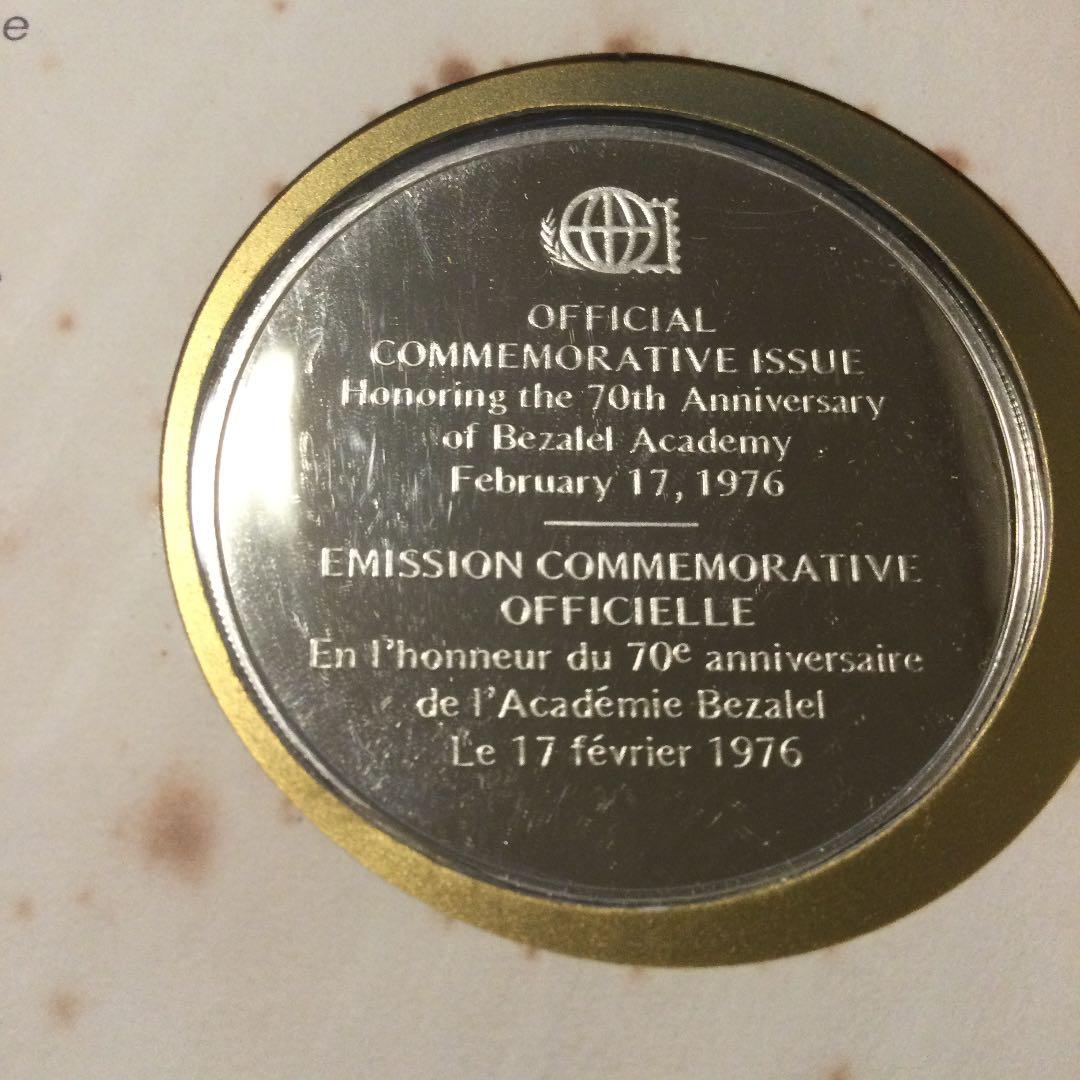 e
OFFICIAL
COMMEMORATIVE ISSUE
Honoring the 70th Anniversary
of Bezalel Academy
February 17, 1976
EMISSION COMMEMORATIVE
OFFICIELLE
En l'honneur du 70e anniversaire
de l'Académie Bezalel
Le 17 février 1976